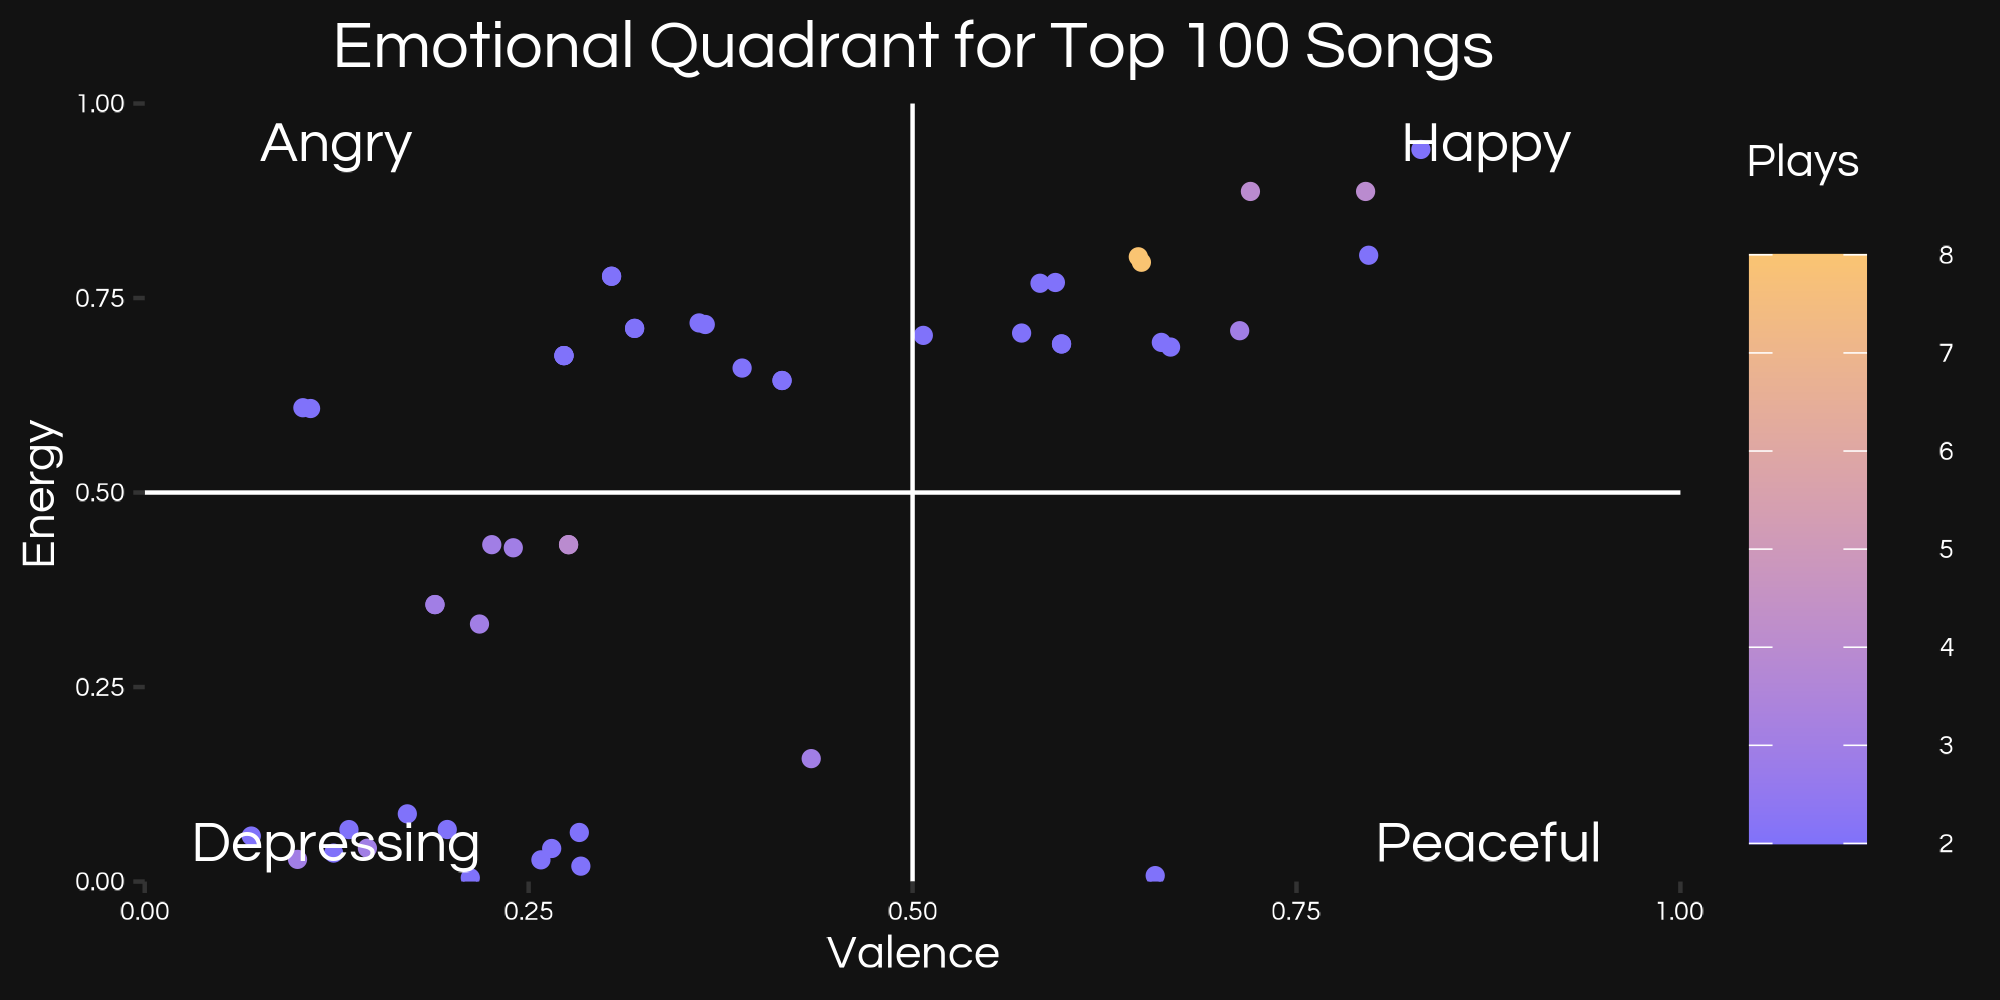 Emotional Quadrant for Top 100 Songs
Angry
Happy
Depressing
Peaceful
Energy
1.00
0.75
0.50
0.25
0.00
0.00 0.25 0.50 0.75 1.00
Valence
Plays
8
7
6
5
4
3
2